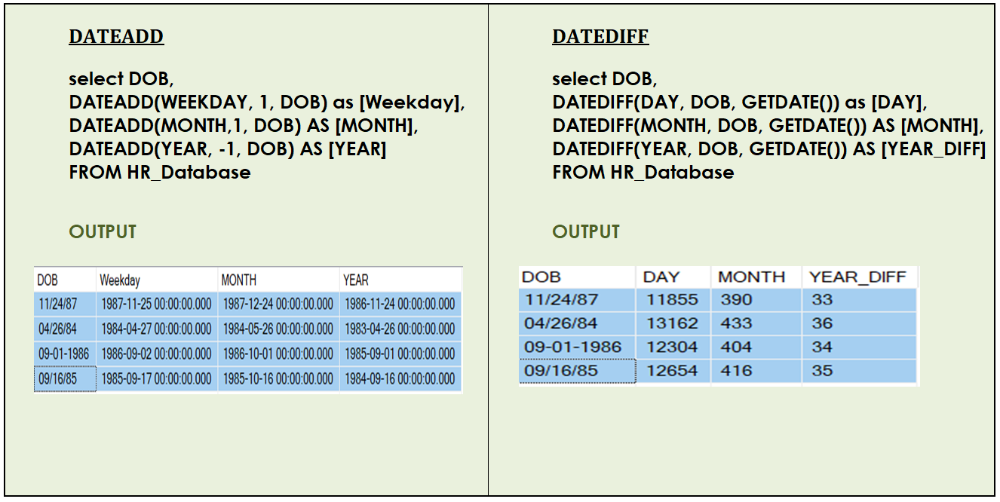 DATEADD
select DOB,
DATEADD(WEEKDAY, 1, DOB) as [Weekday],
DATEADD(MONTH,1, DOB) AS [MONTH],
DATEADD(YEAR, -1, DOB) AS [YEAR]
FROM HR_Database
OUTPUT
DOB Weekday MONTH YEAR
11/24/87 1987-11-25 00:00:00.000 1987-12-24 00:00:00.000 1986-11-24 00:00:00.000
04/26/84 1984-04-27 00:00:00.000 1984-05-26 00:00:00.000 1983-04-26 00:00:00.000
09-01-1986 1986-09-02 00:00:00.000 1986-10-01 00:00:00.000 1985-09-01 00:00:00.000
09/16/85 1985-09-17 00:00:00.000 1985-10-16 00:00:00.000 1984-09-16 00:00:00.000
DATEDIFF
select DOB,
DATEDIFF(DAY, DOB, GETDATE()) as [DAY],
DATEDIFF(MONTH, DOB, GETDATE()) AS [MONTH],
DATEDIFF(YEAR, DOB, GETDATE()) AS [YEAR_DIFF]
FROM HR_Database
OUTPUT
DOB DAY MONTH YEAR_DIFF
11/24/87 11855 390 33
04/26/84 13162 433 36
09-01-1986 12304 404 34
09/16/85 12654 416 35